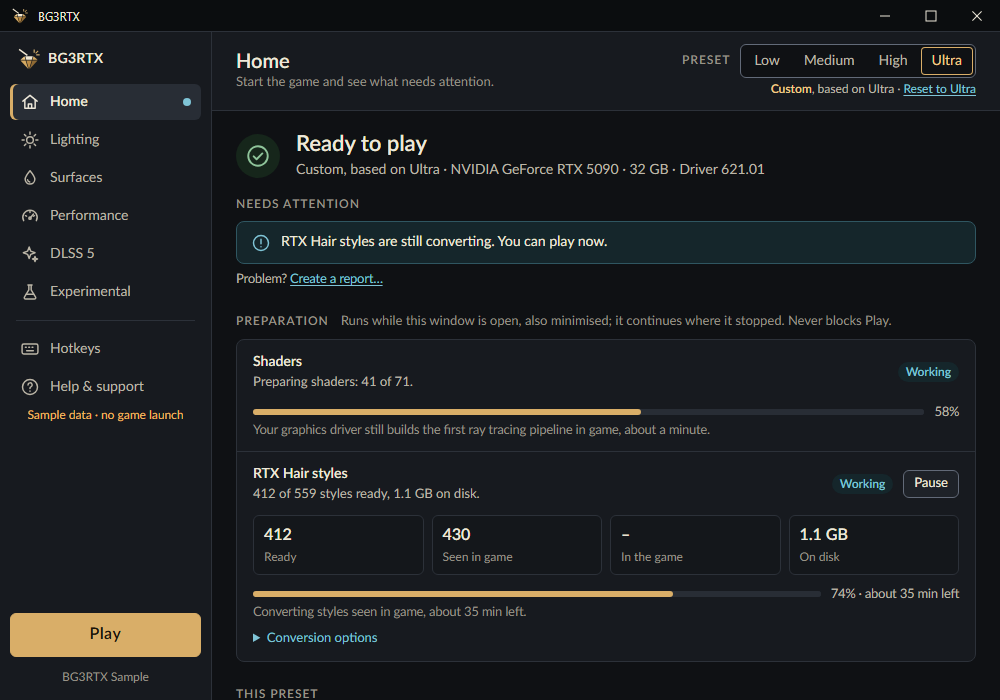 BG3RTX
BG3RTX
Home
Lighting
Surfaces
Performance
DLSS 5
Experimental
Hotkeys
Help & support
Sample data · no game launch
Play
BG3RTX Sample
Home
Start the game and see what needs attention.
PRESET Low Medium High Ultra
Custom, based on Ultra · Reset to Ultra
Ready to play
Custom, based on Ultra · NVIDIA GeForce RTX 5090 · 32 GB · Driver 621.01
NEEDS ATTENTION
RTX Hair styles are still converting. You can play now.
Problem? Create a report...
PREPARATION Runs while this window is open, also minimised; it continues where it stopped. Never blocks Play.
Shaders
Preparing shaders: 41 of 71.
Working
58%
Your graphics driver still builds the first ray tracing pipeline in game, about a minute.
RTX Hair styles
412 of 559 styles ready, 1.1 GB on disk.
Working Pause
412 430 – 1.1 GB
Ready Seen in game In the game On disk
74% · about 35 min left
Converting styles seen in game, about 35 min left.
Conversion options
THIS PRESET